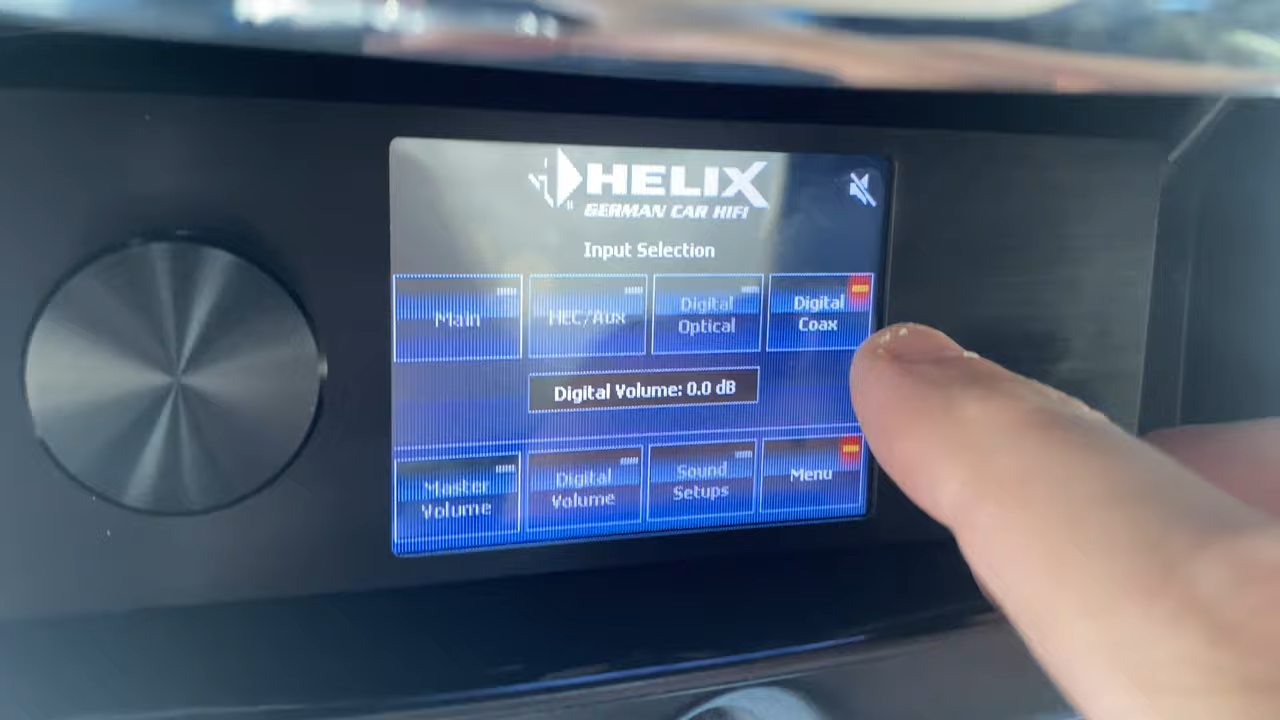 HELIX
GERMAN CAR HIFI
Input Selection
Main
HEC/Aux
Digital
Optical
Digital
Coax
Digital Volume: 0.0 dB
Master
Volume
Digital
Volume
Sound
Setups
Menu